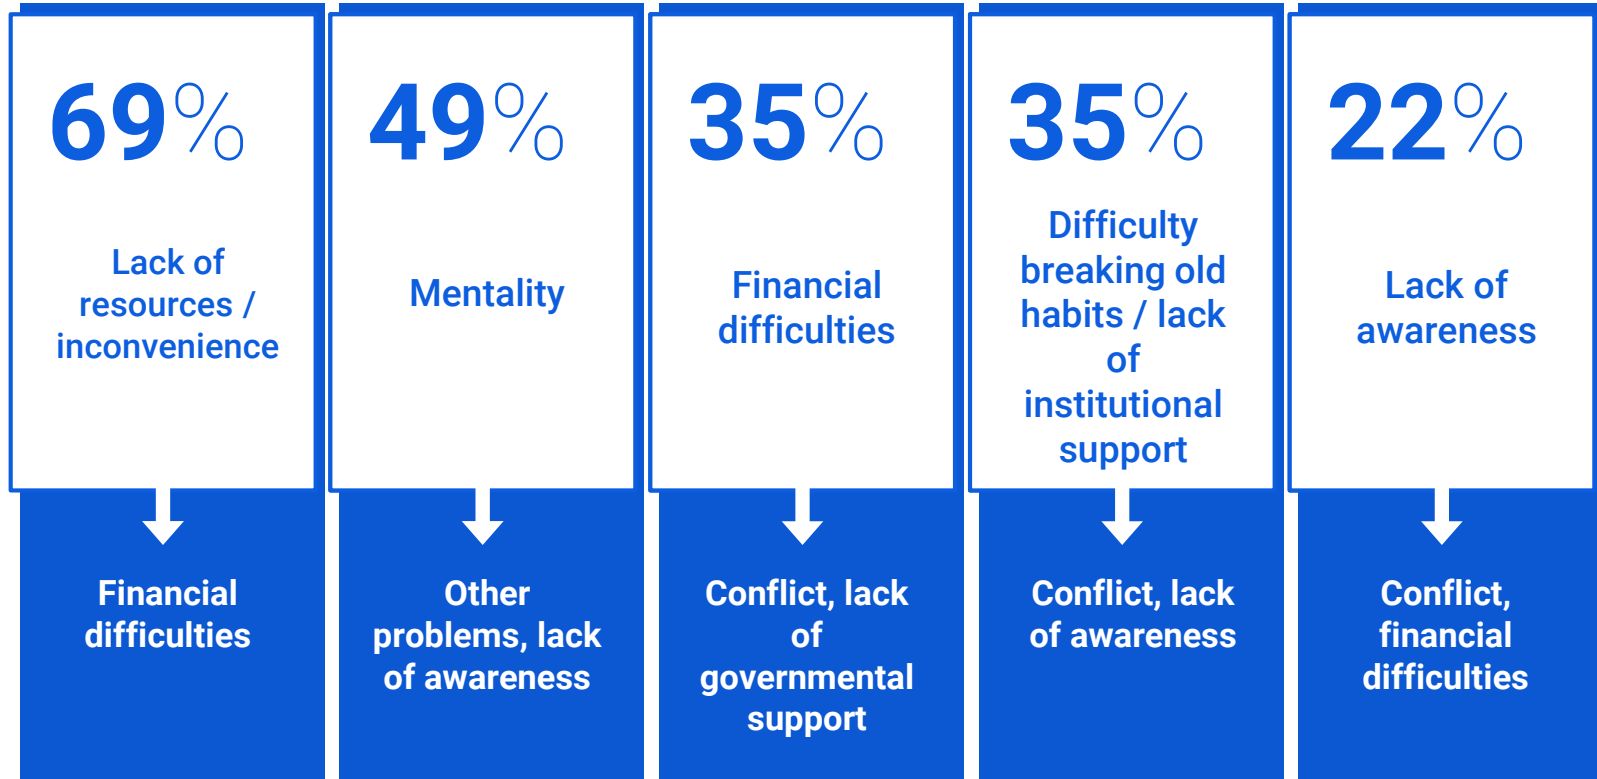 69%
Lack of
resources /
inconvenience
Financial
difficulties
49%
Mentality
Other
problems, lack
of awareness
35%
Financial
difficulties
Conflict, lack
of
governmental
support
35%
Difficulty
breaking old
habits / lack
of
institutional
support
Conflict, lack
of awareness
22%
Lack of
awareness
Conflict,
financial
difficulties